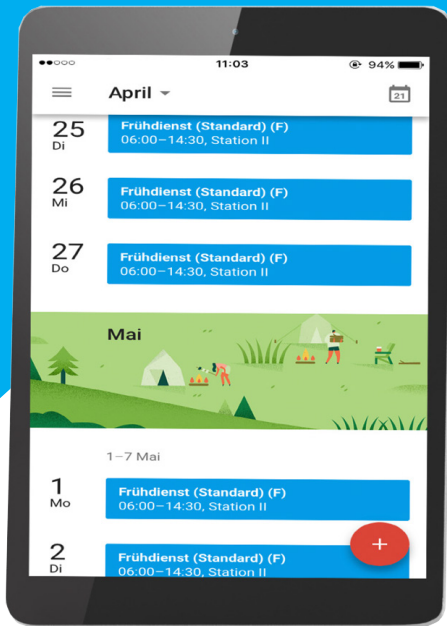 11:03
94%
April
21
25
Di
Frühdienst (Standard) (F)
06:00–14:30, Station II
26
Mi
Frühdienst (Standard) (F)
06:00–14:30, Station II
27
Do
Frühdienst (Standard) (F)
06:00–14:30, Station II
Mai
1–7 Mai
1
Mo
Frühdienst (Standard) (F)
06:00–14:30, Station II
2
Di
Frühdienst (Standard) (F)
06:00–14:30, Station II